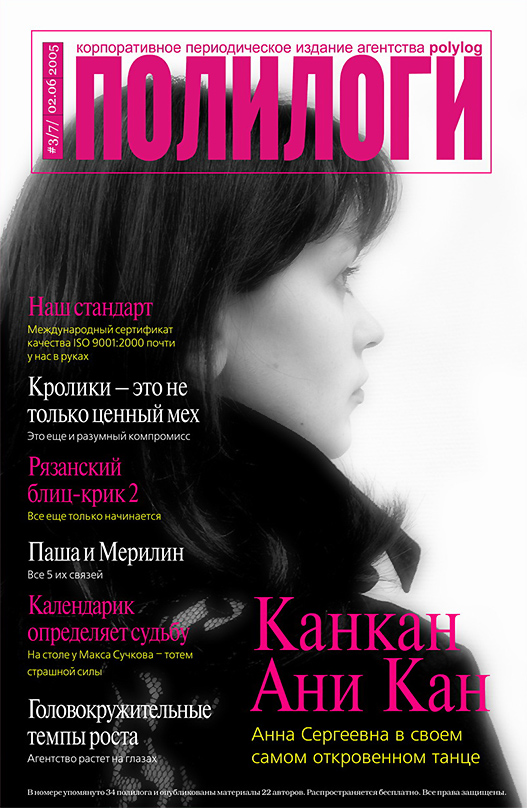 корпоративное периодическое издание агентства polylog
#3/7/ 02.06 2005
ПОЛИЛОГИ
Наш стандарт
Международный сертификат
качества ISO 9001:2000 почти
у нас в руках
Кролики – это не
только ценный мех
Это еще и разумный компромисс
Рязанский
блиц-крик 2
Все еще только начинается
Паша и Мерилин
Все 5 их связей
Календарик
определяет судьбу
На столе у Макса Сучкова – тотем
страшной силы
Головокружительные
темпы роста
Агентство растет на глазах
Канкан
Ани Кан
Анна Сергеевна в своем
самом откровенном танце
В номере упомянуто 34 полилога и опубликованы материалы 22 авторов. Распространяется бесплатно. Все права защищены.